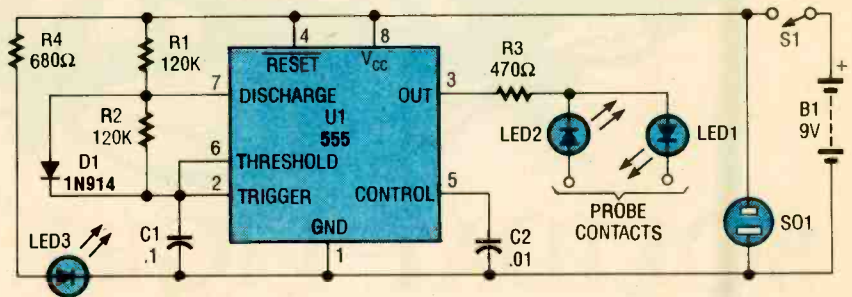 R4
680Ω
R1
120K
4
8
RESET
Vcc
R3
470Ω
S1
7
DISCHARGE
OUT
3
U1
555
R2
120K
LED2
LED1
B1
9V
+
D1
1N914
6
THRESHOLD
2
TRIGGER
CONTROL
5
PROBE
CONTACTS
SO1
LED3
C1
.1
GND
1
C2
.01